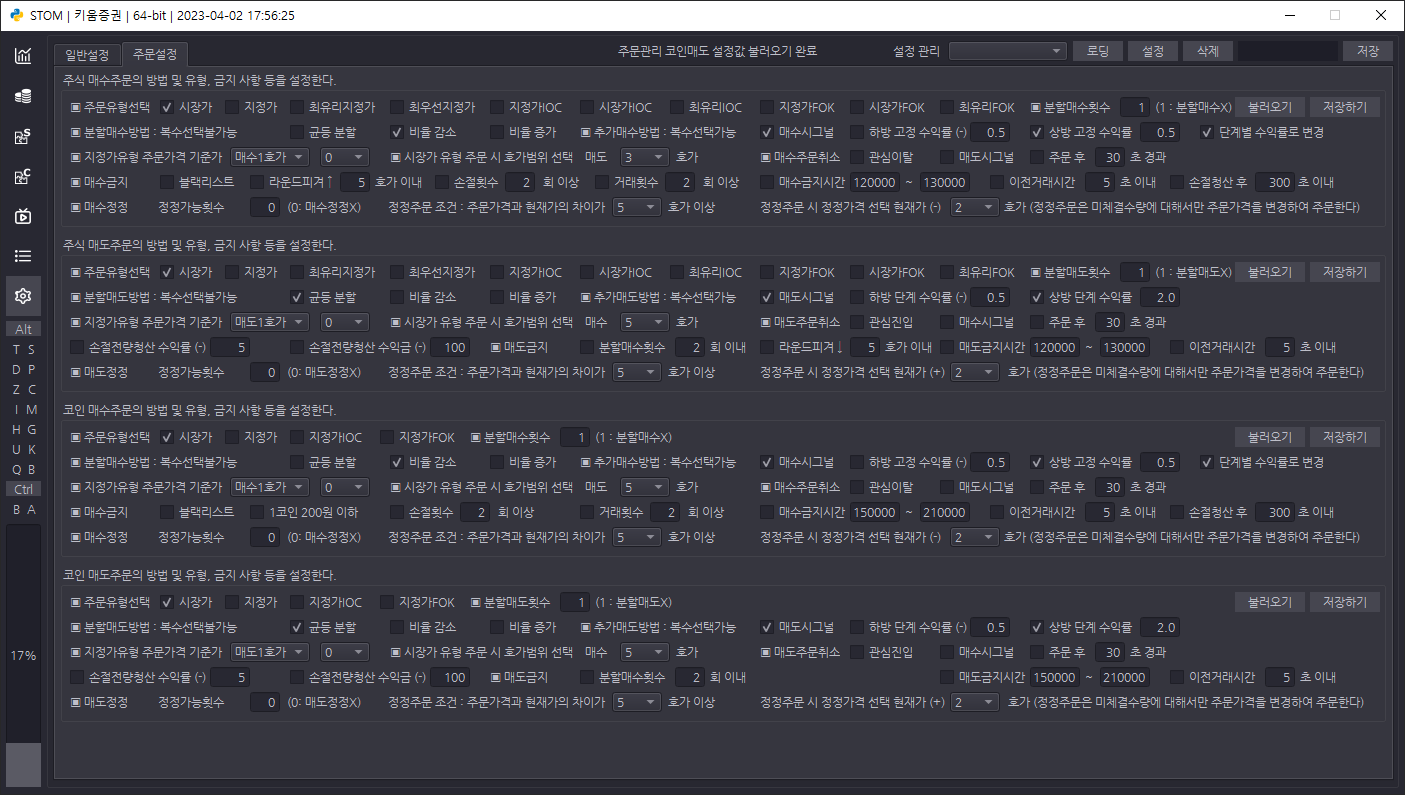 STOM | 키움증권 | 64-bit | 2023-04-02 17:56:25
일반설정 주문설정 주문관리 코인매도 설정값 불러오기 완료 설정 관리 로딩 설정 삭제 저장
주식 매수주문의 방법 및 유형, 금지 사항 등을 설정한다.
▣ 주문유형선택 시장가 지정가 최유리지정가 최우선지정가 지정가IOC 시장가IOC 최유리IOC 지정가FOK 시장가FOK 최유리FOK ▣ 분할매수횟수 1 (1 : 분할매수X) 불러오기 저장하기
▣ 분할매수방법 : 복수선택불가능 균등 분할 비율 감소 비율 증가 ▣ 추가매수방법 : 복수선택가능 매수시그널 하방 고정 수익률 (-) 0.5 상방 고정 수익률 0.5 단계별 수익률로 변경
▣ 지정가유형 주문가격 기준가 매수1호가 0 ▣ 시장가 유형 주문 시 호가범위 선택 매도 3 호가 ▣ 매수주문취소 관심이탈 매도시그널 주문 후 30 초 경과
▣ 매수금지 블랙리스트 라운드피겨↑ 5 호가 이내 손절횟수 2 회 이상 거래횟수 2 회 이상 매수금지시간 120000 ~ 130000 이전거래시간 5 초 이내 손절청산 후 300 초 이내
▣ 매수정정 정정가능횟수 0 (0: 매수정정X) 정정주문 조건 : 주문가격과 현재가의 차이가 5 호가 이상 정정주문 시 정정가격 선택 현재가 (-) 2 호가 (정정주문은 미체결수량에 대해서만 주문가격을 변경하여 주문한다)
주식 매도주문의 방법 및 유형, 금지 사항 등을 설정한다.
▣ 주문유형선택 시장가 지정가 최유리지정가 최우선지정가 지정가IOC 시장가IOC 최유리IOC 지정가FOK 시장가FOK 최유리FOK ▣ 분할매도횟수 1 (1 : 분할매도X) 불러오기 저장하기
▣ 분할매도방법 : 복수선택불가능 균등 분할 비율 감소 비율 증가 ▣ 추가매도방법 : 복수선택가능 매도시그널 하방 단계 수익률 (-) 0.5 상방 단계 수익률 2.0
▣ 지정가유형 주문가격 기준가 매도1호가 0 ▣ 시장가 유형 주문 시 호가범위 선택 매수 5 호가 ▣ 매도주문취소 관심진입 매수시그널 주문 후 30 초 경과
손절전량청산 수익률 (-) 5 손절전량청산 수익금 (-) 100 ▣ 매도금지 분할매수횟수 2 회 이내 라운드피겨↓ 5 호가 이내 매도금지시간 120000 ~ 130000 이전거래시간 5 초 이내
▣ 매도정정 정정가능횟수 0 (0: 매도정정X) 정정주문 조건 : 주문가격과 현재가의 차이가 5 호가 이상 정정주문 시 정정가격 선택 현재가 (+) 2 호가 (정정주문은 미체결수량에 대해서만 주문가격을 변경하여 주문한다)
코인 매수주문의 방법 및 유형, 금지 사항 등을 설정한다.
▣ 주문유형선택 시장가 지정가 지정가IOC 지정가FOK ▣ 분할매수횟수 1 (1 : 분할매수X) 불러오기 저장하기
▣ 분할매수방법 : 복수선택불가능 균등 분할 비율 감소 비율 증가 ▣ 추가매수방법 : 복수선택가능 매수시그널 하방 고정 수익률 (-) 0.5 상방 고정 수익률 0.5 단계별 수익률로 변경
▣ 지정가유형 주문가격 기준가 매수1호가 0 ▣ 시장가 유형 주문 시 호가범위 선택 매도 5 호가 ▣ 매수주문취소 관심이탈 매도시그널 주문 후 30 초 경과
▣ 매수금지 블랙리스트 1코인 200원 이하 손절횟수 2 회 이상 거래횟수 2 회 이상 매수금지시간 150000 ~ 210000 이전거래시간 5 초 이내 손절청산 후 300 초 이내
▣ 매수정정 정정가능횟수 0 (0: 매수정정X) 정정주문 조건 : 주문가격과 현재가의 차이가 5 호가 이상 정정주문 시 정정가격 선택 현재가 (-) 2 호가 (정정주문은 미체결수량에 대해서만 주문가격을 변경하여 주문한다)
코인 매도주문의 방법 및 유형, 금지 사항 등을 설정한다.
▣ 주문유형선택 시장가 지정가 지정가IOC 지정가FOK ▣ 분할매도횟수 1 (1 : 분할매도X) 불러오기 저장하기
▣ 분할매도방법 : 복수선택불가능 균등 분할 비율 감소 비율 증가 ▣ 추가매도방법 : 복수선택가능 매도시그널 하방 단계 수익률 (-) 0.5 상방 단계 수익률 2.0
▣ 지정가유형 주문가격 기준가 매도1호가 0 ▣ 시장가 유형 주문 시 호가범위 선택 매수 5 호가 ▣ 매도주문취소 관심진입 매수시그널 주문 후 30 초 경과
손절전량청산 수익률 (-) 5 손절전량청산 수익금 (-) 100 ▣ 매도금지 분할매수횟수 2 회 이내 매도금지시간 150000 ~ 210000 이전거래시간 5 초 이내
▣ 매도정정 정정가능횟수 0 (0: 매도정정X) 정정주문 조건 : 주문가격과 현재가의 차이가 5 호가 이상 정정주문 시 정정가격 선택 현재가 (+) 2 호가 (정정주문은 미체결수량에 대해서만 주문가격을 변경하여 주문한다)
S
C
Alt
T S
D P
Z C
I M
H G
U K
Q B
Ctrl
B A
17%